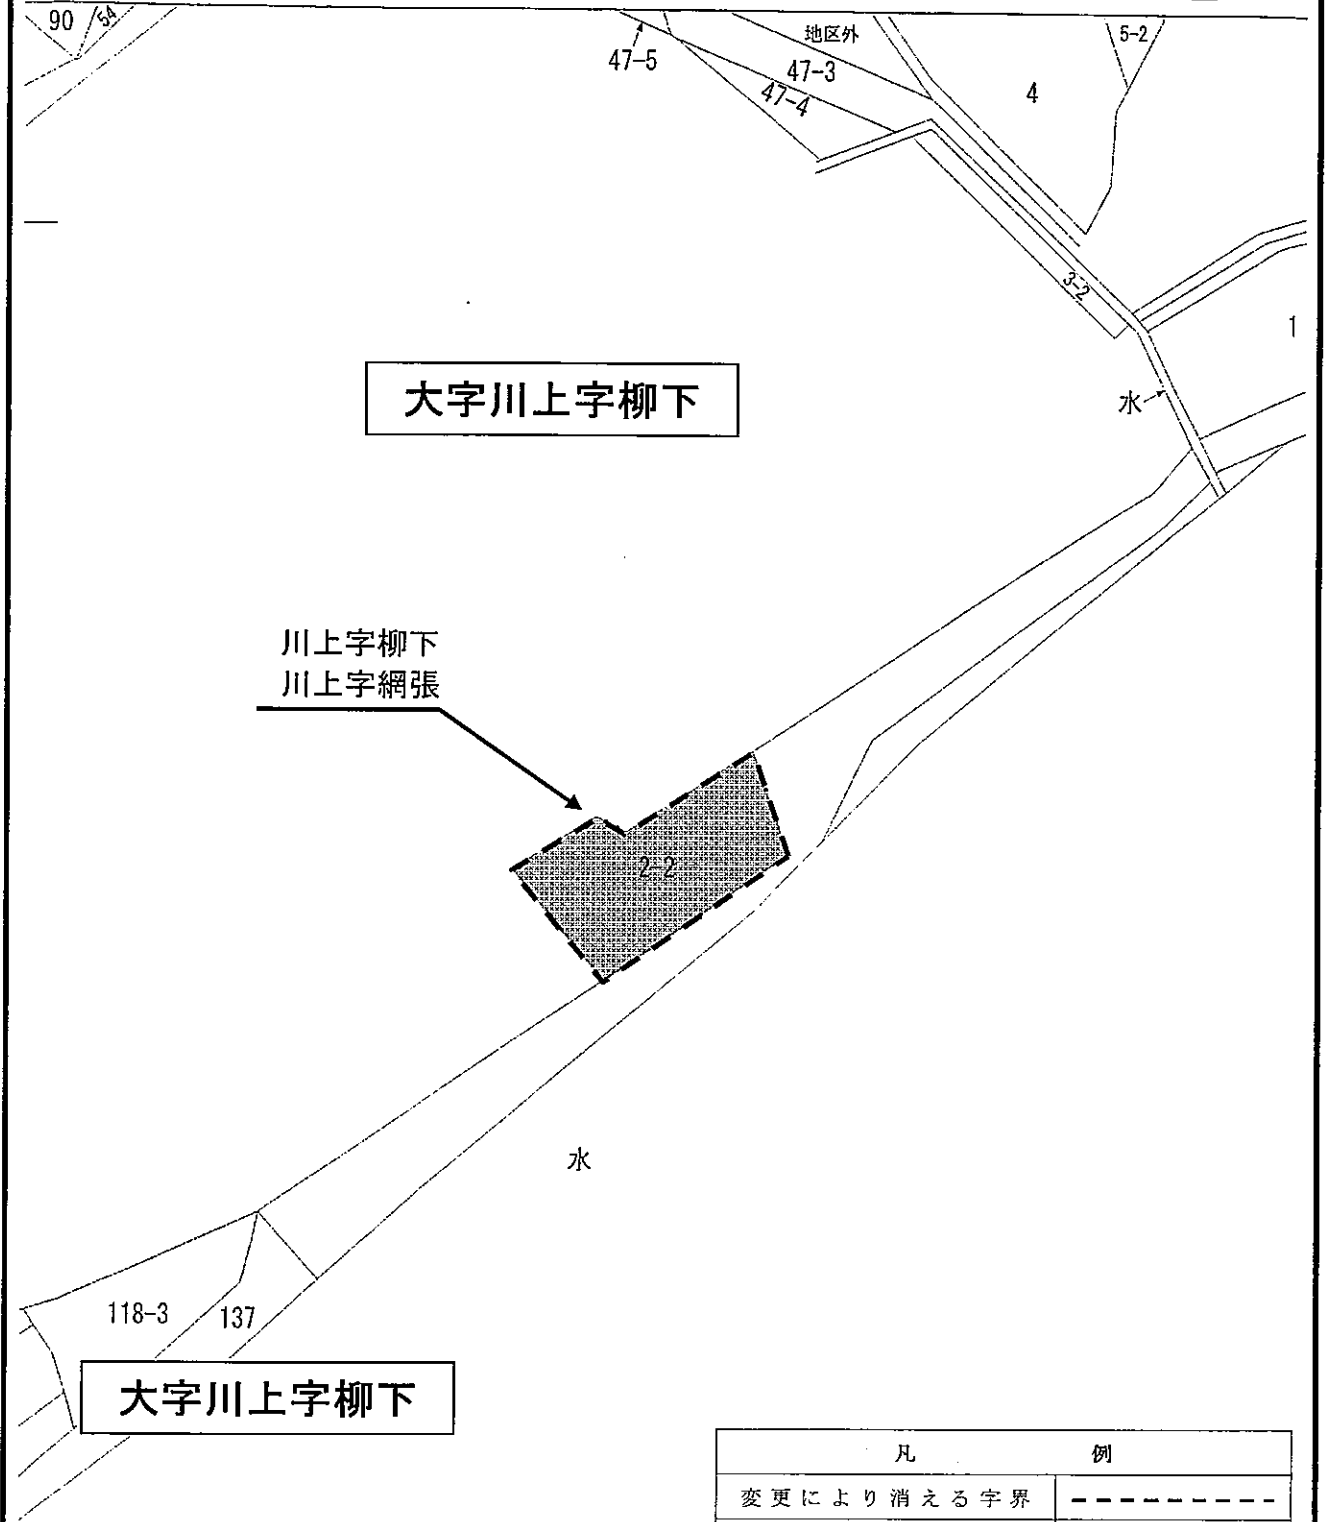 90
54
47-5
地区外
47-3
47-4
4
5-2
3-2
1
水
大字川上字柳下
川上字柳下
川上字網張
2-2
水
118-3
137
大字川上字柳下
凡例
変更により消える字界